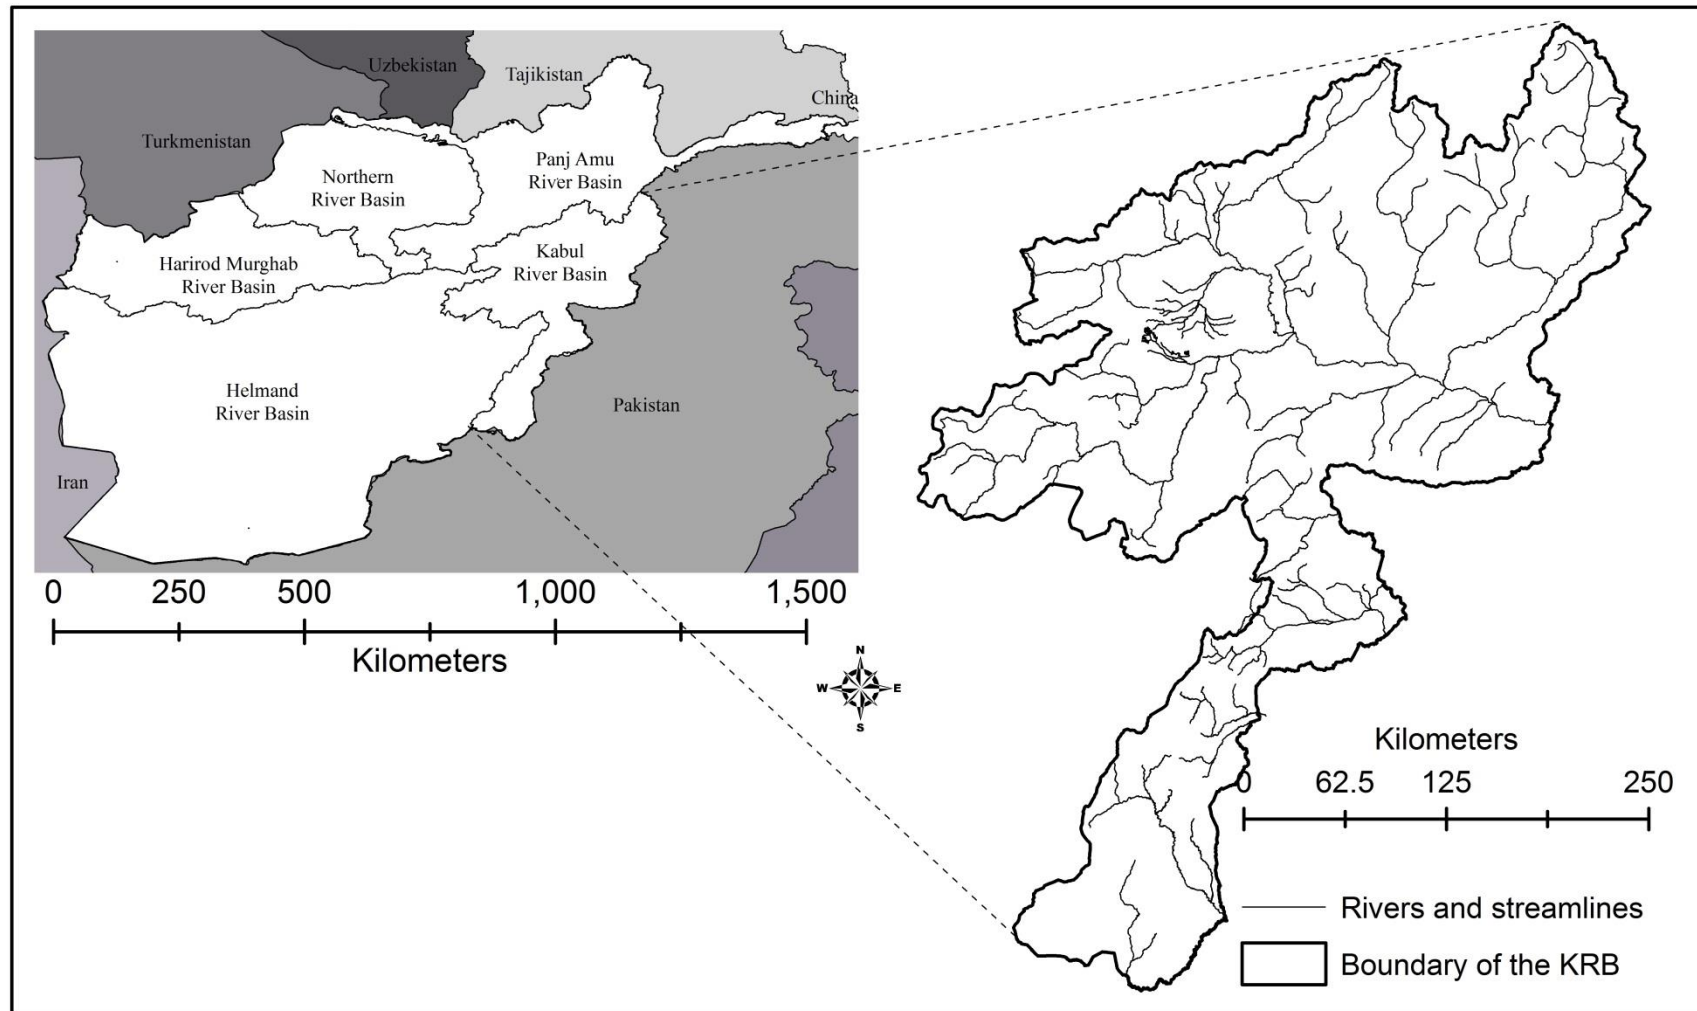 Uzbekistan
Tajikistan
China
Turkmenistan
Panj Amu
River Basin
Northern
River Basin
Kabul
River Basin
Harirod Murghab
River Basin
Helmand
River Basin
Pakistan
Iran
0 250 500 1,000 1,500
Kilometers
N
W E
S
Kilometers
0 62.5 125 250
Rivers and streamlines
Boundary of the KRB